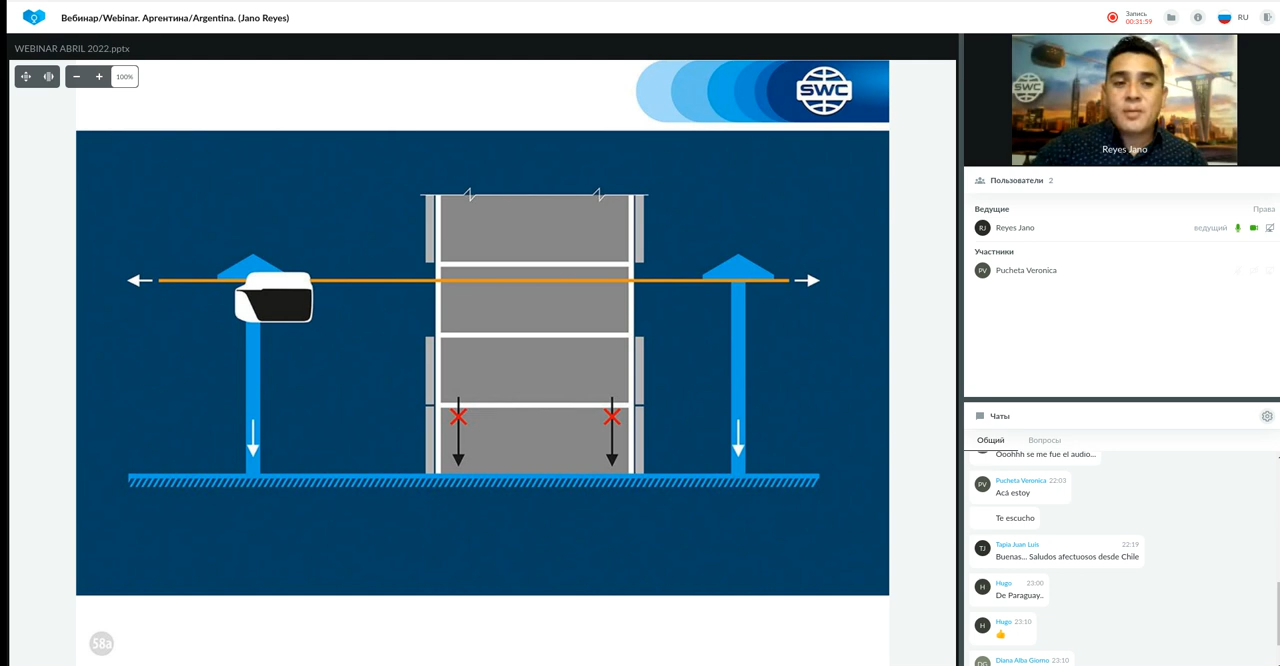 Вебинар/Webinar. Аргентина/Argentina. (Jano Reyes)
Запись
00:31:59
RU
WEBINAR ABRIL 2022.pptx
100%
SWC
SWC
Reyes Jano
Пользователи 2
Ведущие Права
RJ Reyes Jano ведущий
Участники
PV Pucheta Veronica
Чаты
Общий Вопросы
Ooohhh se me fue el audio...
PV Pucheta Veronica 22:03
Acá estoy
Te escucho
TJ Tapia Juan Luis 22:19
Buenas... Saludos afectuosos desde Chile
H Hugo 23:00
De Paraguay..
H Hugo 23:10
👍
DG Diana Alba Giorno 23:10
58a